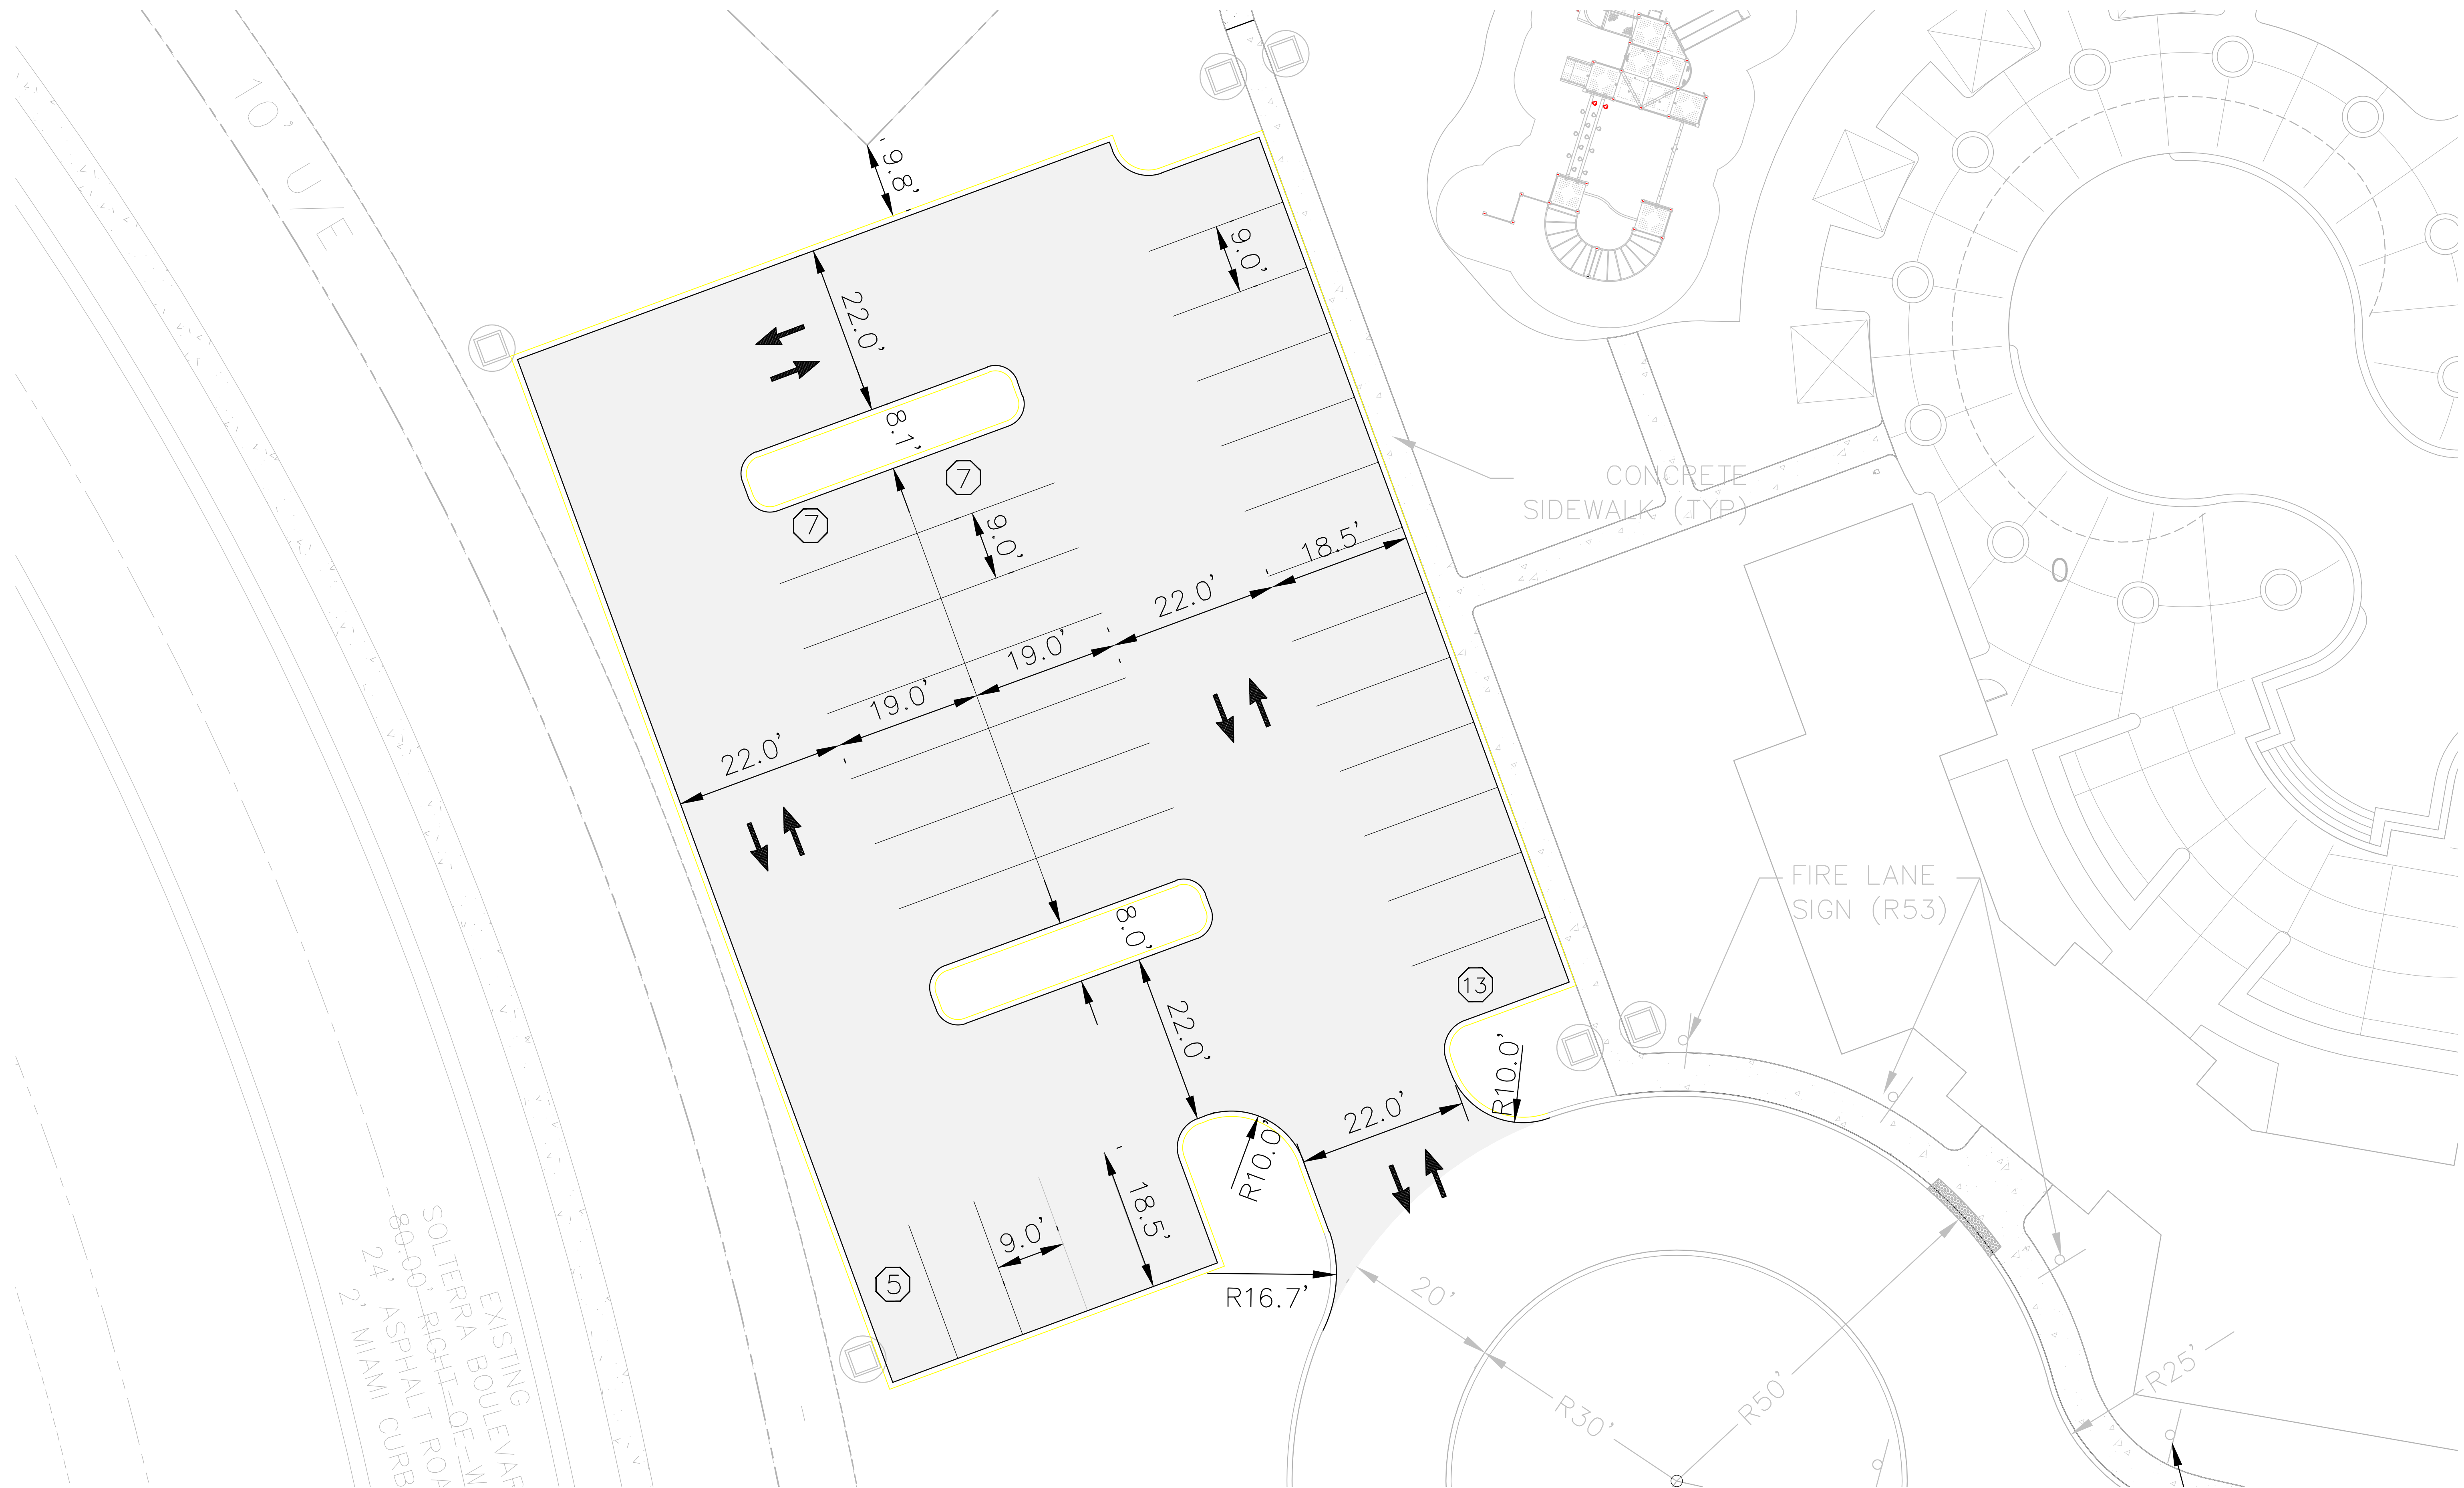 10' U/E
9.8'
9.0'
22.0'
8.1'
7
7
9.0'
CONCRETE
SIDEWALK (TYP)
18.5'
22.0'
19.0'
19.0'
22.0'
0
FIRE LANE
SIGN (R53)
8.0'
13
22.0'
R10.0'
22.0'
R10.0'
18.5'
9.0'
5
R16.7'
20'
R30'
R50'
R25'
EXISTING
SOLTERRA BOULEVAR
80.00' RIGHT-OF-W
24' ASPHALT ROA
2' MIAMI CURB